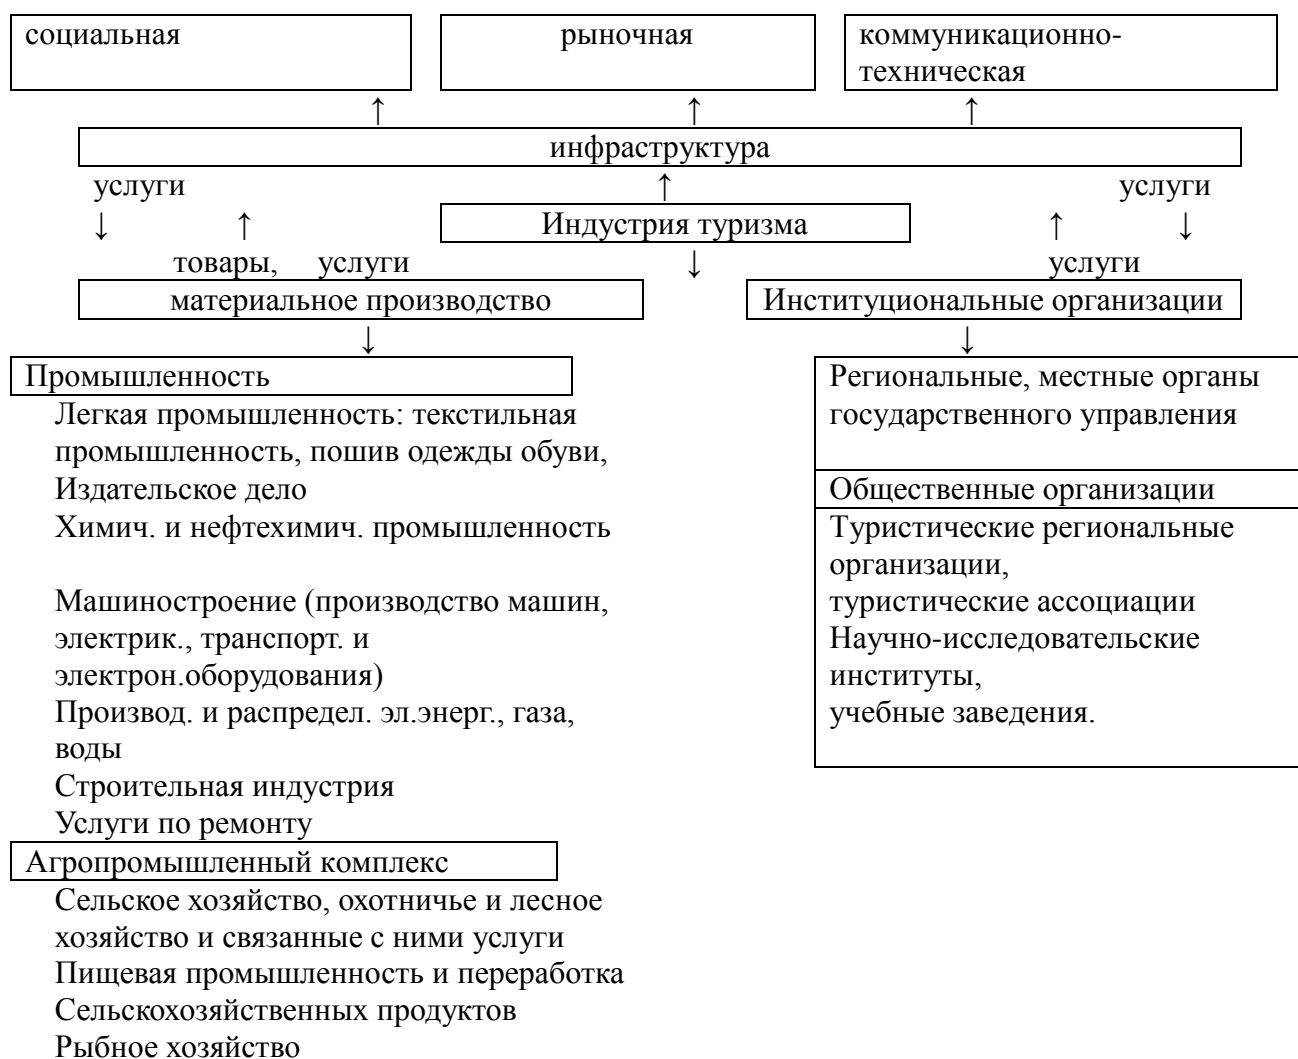 социальная
рыночная
коммуникационно-
техническая
↑ ↑ ↑
инфраструктура
услуги ↑ услуги
↓ ↑ Индустрия туризма ↑ ↓
товары, услуги ↓ услуги
материальное производство
Институциональные организации
↓ ↓
Промышленность
Легкая промышленность: текстильная
промышленность, пошив одежды обуви,
Издательское дело
Химич. и нефтехимич. промышленность
Машиностроение (производство машин,
электрик., транспорт. и
электрон.оборудования)
Производ. и распредел. эл.энерг., газа,
воды
Строительная индустрия
Услуги по ремонту
Агропромышленный комплекс
Сельское хозяйство, охотничье и лесное
хозяйство и связанные с ними услуги
Пищевая промышленность и переработка
Сельскохозяйственных продуктов
Рыбное хозяйство
Региональные, местные органы
государственного управления
Общественные организации
Туристические региональные
организации,
туристические ассоциации
Научно-исследовательские
институты,
учебные заведения.